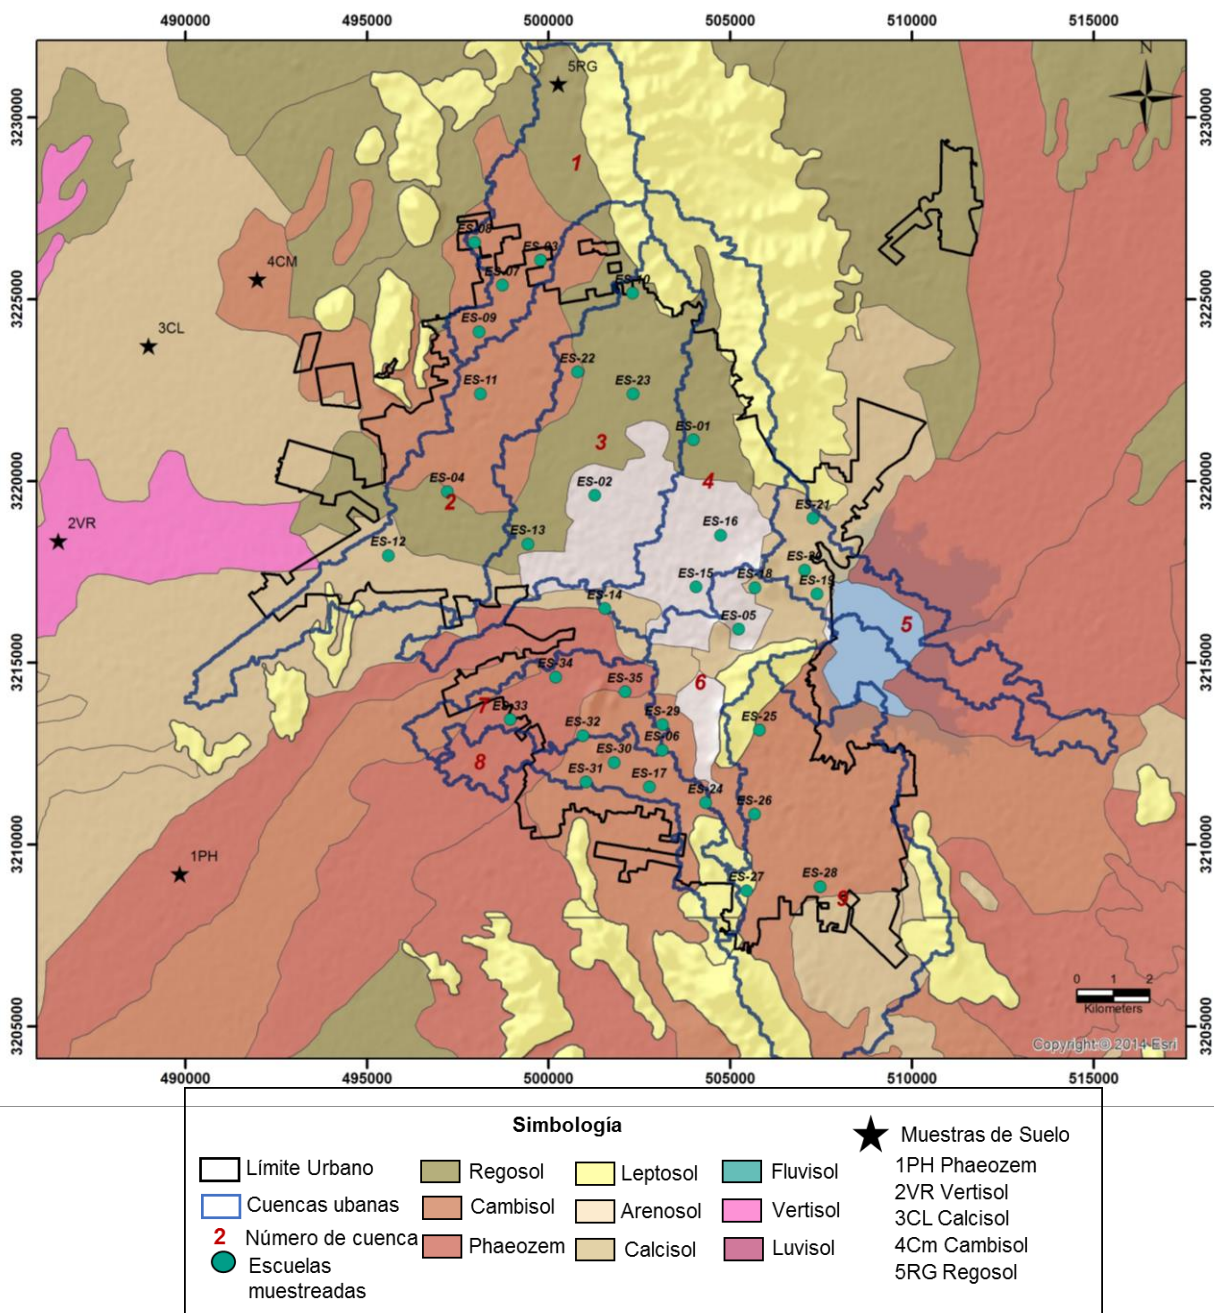 490000 495000 500000 505000 510000 515000
3230000
3225000
3220000
3215000
3210000
3205000
3230000
3225000
3220000
3215000
3210000
3205000
N
5RG
1
ES-08
ES-03
4CM
ES-07
ES-10
ES-09
3CL
ES-22
ES-11
ES-23
ES-01
3
ES-04
2
ES-02
4
ES-21
2VR
ES-13
ES-16
ES-12
ES-20
ES-15
ES-18
ES-19
ES-14
ES-05
5
ES-34
ES-35
6
7
ES-33
ES-29
ES-25
ES-32
ES-06
8
ES-30
ES-31
ES-17
ES-24
ES-26
1PH
ES-27
ES-28
9
0 1 2
Kilometers
Copyright:© 2014 Esri
490000 495000 500000 505000 510000 515000
Simbología
Límite Urbano
Cuencas ubanas
2 Número de cuenca
Escuelas
muestreadas
Regosol
Cambisol
Phaeozem
Leptosol
Arenosol
Calcisol
Fluvisol
Vertisol
Luvisol
Muestras de Suelo
1PH Phaeozem
2VR Vertisol
3CL Calcisol
4Cm Cambisol
5RG Regosol